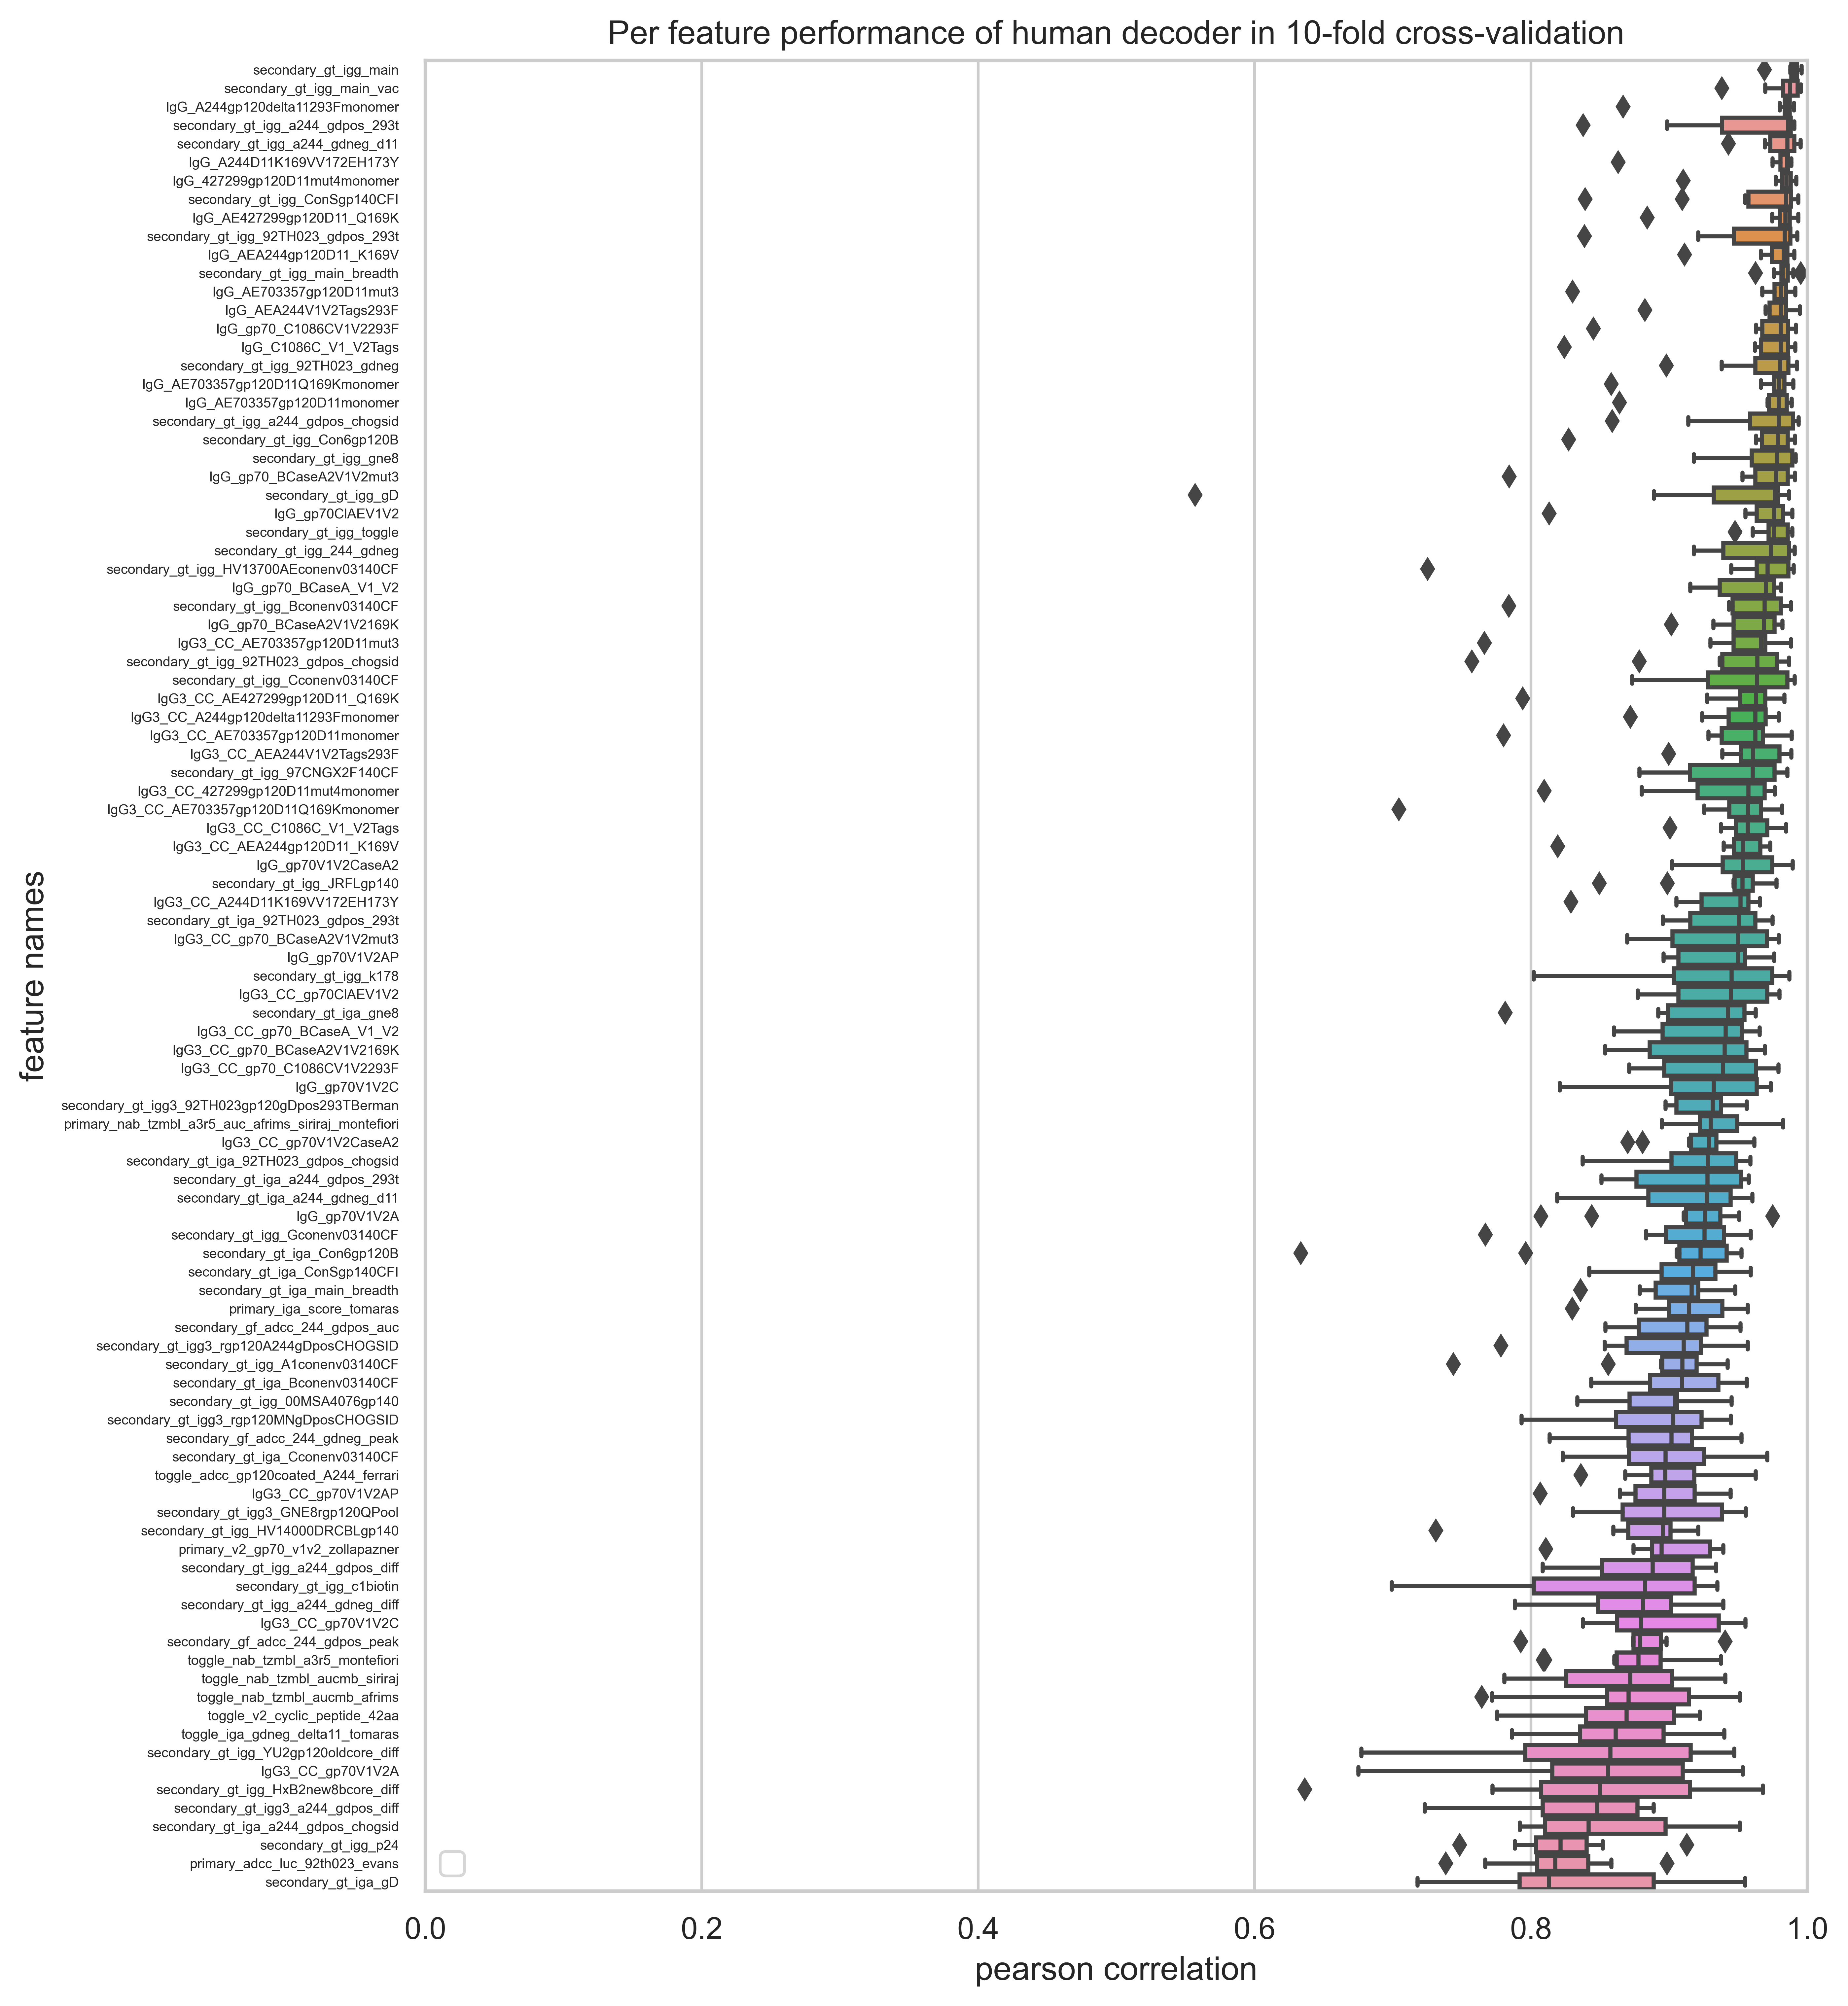 Per feature performance of human decoder in 10-fold cross-validation
secondary_gt_igg_main
secondary_gt_igg_main_vac
IgG_A244gp120delta11293Fmonomer
secondary_gt_igg_a244_gdpos_293t
secondary_gt_igg_a244_gdneg_d11
IgG_A244D11K169VV172EH173Y
IgG_427299gp120D11mut4monomer
secondary_gt_igg_ConSgp140CFI
IgG_AE427299gp120D11_Q169K
secondary_gt_igg_92TH023_gdpos_293t
IgG_AEA244gp120D11_K169V
secondary_gt_igg_main_breadth
IgG_AE703357gp120D11mut3
IgG_AEA244V1V2Tags293F
IgG_gp70_C1086CV1V2293F
IgG_C1086C_V1_V2Tags
secondary_gt_igg_92TH023_gdneg
IgG_AE703357gp120D11Q169Kmonomer
IgG_AE703357gp120D11monomer
secondary_gt_igg_a244_gdpos_chogsid
secondary_gt_igg_Con6gp120B
secondary_gt_igg_gne8
IgG_gp70_BCaseA2V1V2mut3
secondary_gt_igg_gD
IgG_gp70ClAEV1V2
secondary_gt_igg_toggle
secondary_gt_igg_244_gdneg
secondary_gt_igg_HV13700AEconenv03140CF
IgG_gp70_BCaseA_V1_V2
secondary_gt_igg_Bconenv03140CF
IgG_gp70_BCaseA2V1V2169K
IgG3_CC_AE703357gp120D11mut3
secondary_gt_igg_92TH023_gdpos_chogsid
secondary_gt_igg_Cconenv03140CF
IgG3_CC_AE427299gp120D11_Q169K
IgG3_CC_A244gp120delta11293Fmonomer
IgG3_CC_AE703357gp120D11monomer
IgG3_CC_AEA244V1V2Tags293F
secondary_gt_igg_97CNGX2F140CF
IgG3_CC_427299gp120D11mut4monomer
IgG3_CC_AE703357gp120D11Q169Kmonomer
IgG3_CC_C1086C_V1_V2Tags
IgG3_CC_AEA244gp120D11_K169V
IgG_gp70V1V2CaseA2
secondary_gt_igg_JRFLgp140
IgG3_CC_A244D11K169VV172EH173Y
secondary_gt_iga_92TH023_gdpos_293t
IgG3_CC_gp70_BCaseA2V1V2mut3
IgG_gp70V1V2AP
secondary_gt_igg_k178
IgG3_CC_gp70ClAEV1V2
secondary_gt_iga_gne8
IgG3_CC_gp70_BCaseA_V1_V2
IgG3_CC_gp70_BCaseA2V1V2169K
IgG3_CC_gp70_C1086CV1V2293F
IgG_gp70V1V2C
secondary_gt_igg3_92TH023gp120gDpos293TBerman
primary_nab_tzmbl_a3r5_auc_afrims_siriraj_montefiori
IgG3_CC_gp70V1V2CaseA2
secondary_gt_iga_92TH023_gdpos_chogsid
secondary_gt_iga_a244_gdpos_293t
secondary_gt_iga_a244_gdneg_d11
IgG_gp70V1V2A
secondary_gt_igg_Gconenv03140CF
secondary_gt_iga_Con6gp120B
secondary_gt_iga_ConSgp140CFI
secondary_gt_iga_main_breadth
primary_iga_score_tomaras
secondary_gf_adcc_244_gdpos_auc
secondary_gt_igg3_rgp120A244gDposCHOGSID
secondary_gt_igg_A1conenv03140CF
secondary_gt_iga_Bconenv03140CF
secondary_gt_igg_00MSA4076gp140
secondary_gt_igg3_rgp120MNgDposCHOGSID
secondary_gf_adcc_244_gdneg_peak
secondary_gt_iga_Cconenv03140CF
toggle_adcc_gp120coated_A244_ferrari
IgG3_CC_gp70V1V2AP
secondary_gt_igg3_GNE8rgp120QPool
secondary_gt_igg_HV14000DRCBLgp140
primary_v2_gp70_v1v2_zollapazner
secondary_gt_igg_a244_gdpos_diff
secondary_gt_igg_c1biotin
secondary_gt_igg_a244_gdneg_diff
IgG3_CC_gp70V1V2C
secondary_gf_adcc_244_gdpos_peak
toggle_nab_tzmbl_a3r5_montefiori
toggle_nab_tzmbl_aucmb_siriraj
toggle_nab_tzmbl_aucmb_afrims
toggle_v2_cyclic_peptide_42aa
toggle_iga_gdneg_delta11_tomaras
secondary_gt_igg_YU2gp120oldcore_diff
IgG3_CC_gp70V1V2A
secondary_gt_igg_HxB2new8bcore_diff
secondary_gt_igg3_a244_gdpos_diff
secondary_gt_iga_a244_gdpos_chogsid
secondary_gt_igg_p24
primary_adcc_luc_92th023_evans
secondary_gt_iga_gD
feature names
0.0 0.2 0.4 0.6 0.8 1.0
pearson correlation